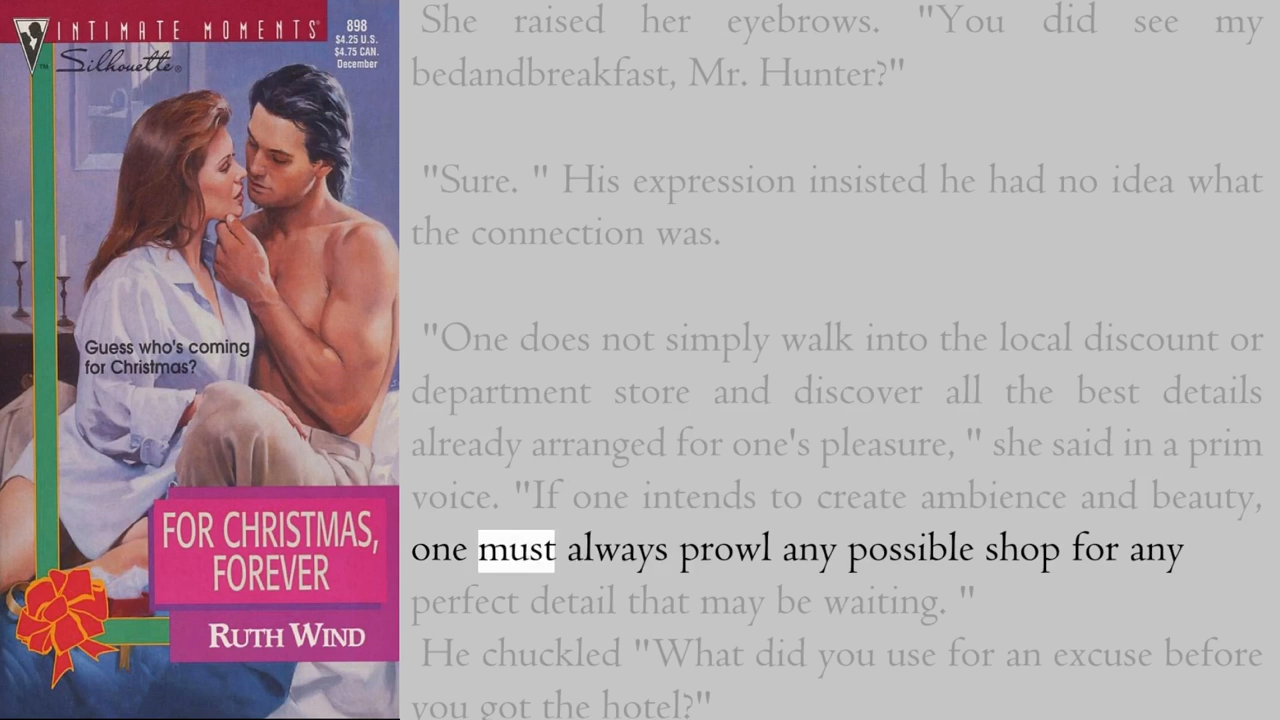 INTIMATE MOMENTS®
898
$4.25 U.S.
$4.75 CAN.
December
Silhouette®
TM
Guess who's coming
for Christmas?
FOR CHRISTMAS,
FOREVER
RUTH WIND
She raised her eyebrows. "You did see my
bedandbreakfast, Mr. Hunter?"
"Sure. " His expression insisted he had no idea what
the connection was.
"One does not simply walk into the local discount or
department store and discover all the best details
already arranged for one's pleasure, " she said in a prim
voice. "If one intends to create ambience and beauty,
one must always prowl any possible shop for any
perfect detail that may be waiting. "
He chuckled "What did you use for an excuse before
you got the hotel?"